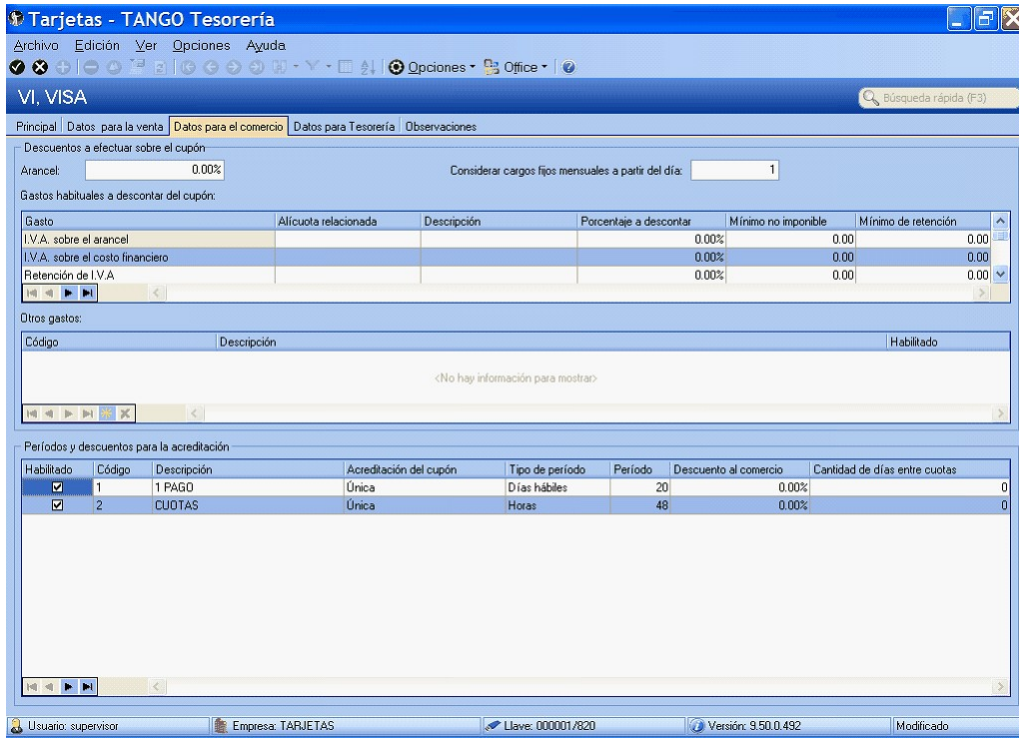 Tarjetas - TANGO Tesorería
Archivo Edición Ver Opciones Ayuda
Opciones Office
VI, VISA Búsqueda rápida (F3)
Principal Datos para la venta Datos para el comercio Datos para Tesorería Observaciones
Descuentos a efectuar sobre el cupón
Arancel: 0.00% Considerar cargos fijos mensuales a partir del día: 1
Gastos habituales a descontar del cupón:
Gasto Alícuota relacionada Descripción Porcentaje a descontar Mínimo no imponible Mínimo de retención
I.V.A. sobre el arancel 0.00% 0.00 0.00
I.V.A. sobre el costo financiero 0.00% 0.00 0.00
Retención de I.V.A 0.00% 0.00 0.00
Otros gastos:
Código Descripción Habilitado
<No hay información para mostrar>
Períodos y descuentos para la acreditación
Habilitado Código Descripción Acreditación del cupón Tipo de período Período Descuento al comercio Cantidad de días entre cuotas
1 1 PAGO Única Días hábiles 20 0.00% 0
2 CUOTAS Única Horas 48 0.00% 0
Usuario: supervisor Empresa: TARJETAS Llave: 000001/820 Versión: 9.50.0.492 Modificado